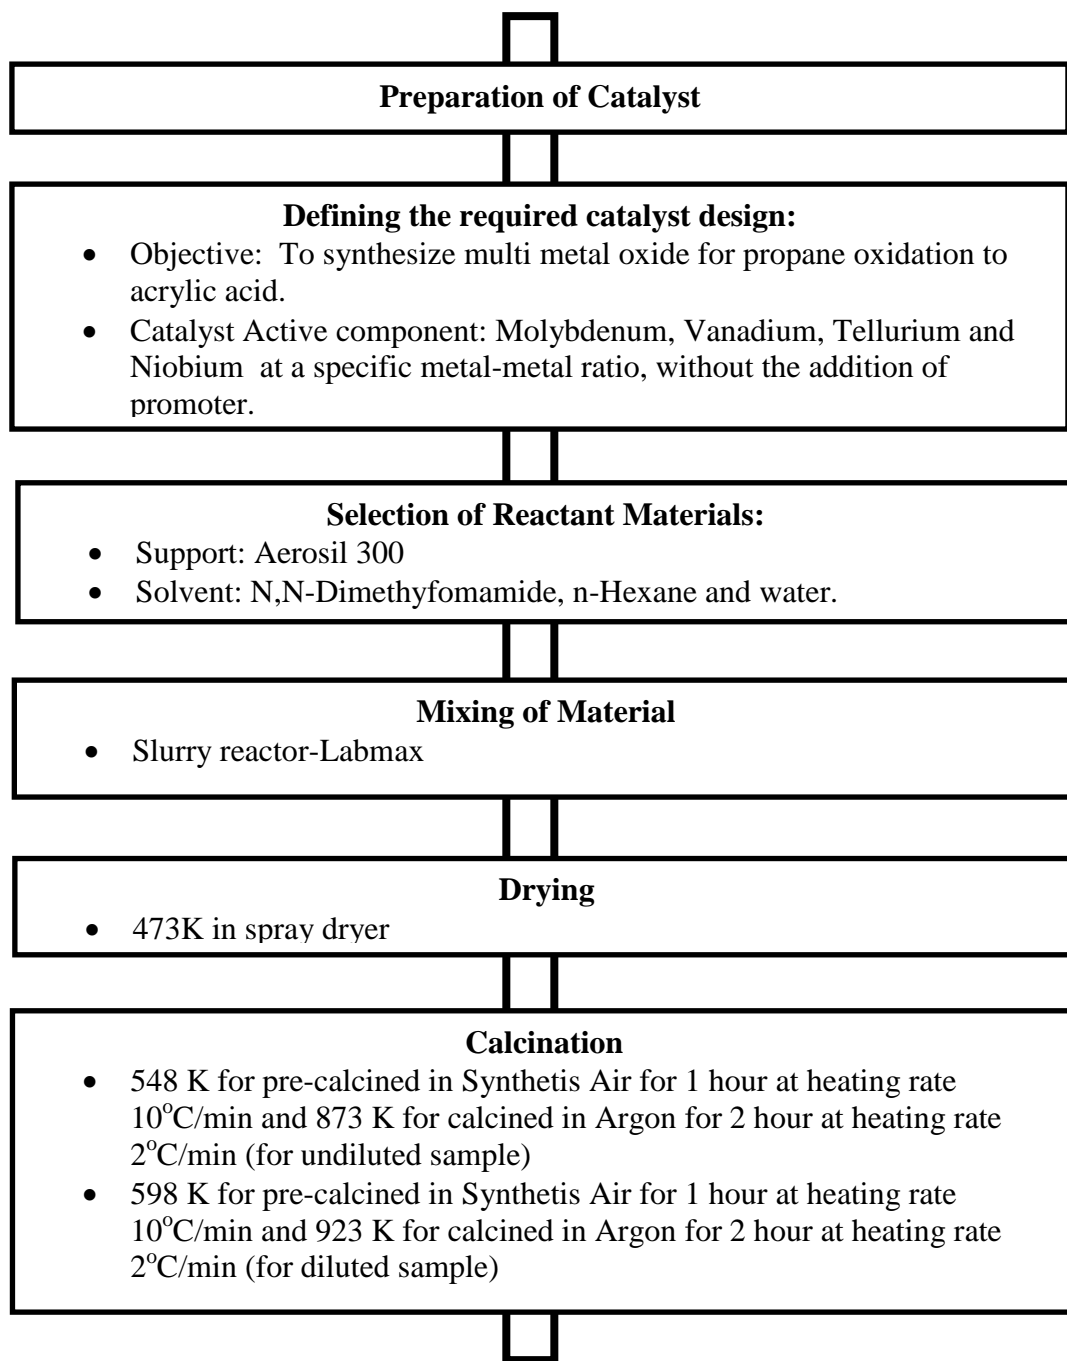 Preparation of Catalyst
Defining the required catalyst design:
• Objective: To synthesize multi metal oxide for propane oxidation to
acrylic acid.
• Catalyst Active component: Molybdenum, Vanadium, Tellurium and
Niobium at a specific metal-metal ratio, without the addition of
promoter.
Selection of Reactant Materials:
• Support: Aerosil 300
• Solvent: N,N-Dimethyfomamide, n-Hexane and water.
Mixing of Material
• Slurry reactor-Labmax
Drying
• 473K in spray dryer
Calcination
• 548 K for pre-calcined in Synthetis Air for 1 hour at heating rate
10°C/min and 873 K for calcined in Argon for 2 hour at heating rate
2°C/min (for undiluted sample)
• 598 K for pre-calcined in Synthetis Air for 1 hour at heating rate
10°C/min and 923 K for calcined in Argon for 2 hour at heating rate
2°C/min (for diluted sample)